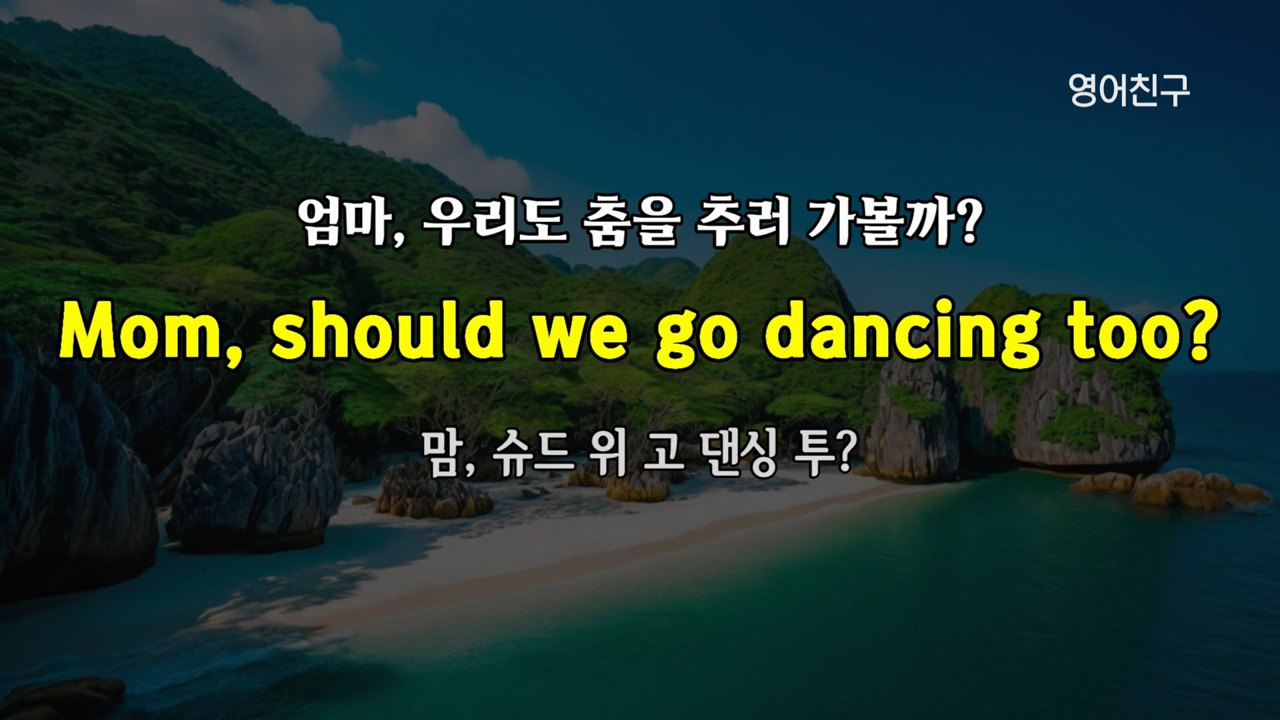 영어친구
엄마, 우리도 춤을 추러 가볼까?
Mom, should we go dancing too?
맘, 슈드 위 고 댄싱 투?